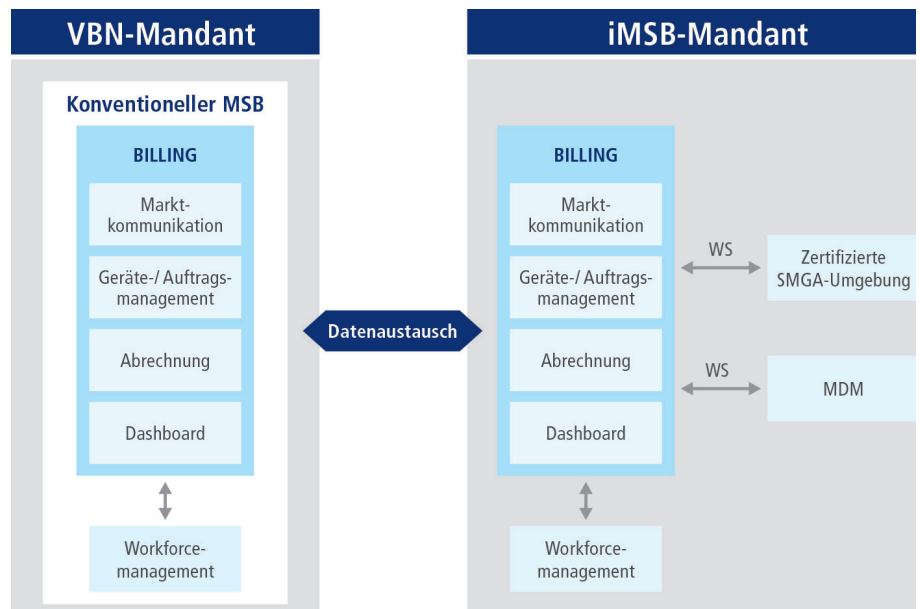 VBN-Mandant
Konventioneller MSB
BILLING
Markt-
kommunikation
Geräte-/ Auftrags-
management
Abrechnung
Dashboard
Workforce-
management
Datenaustausch
iMSB-Mandant
BILLING
Markt-
kommunikation
Geräte-/ Auftrags-
management
Abrechnung
Dashboard
Workforce-
management
WS
Zertifizierte
SMGA-Umgebung
WS
MDM